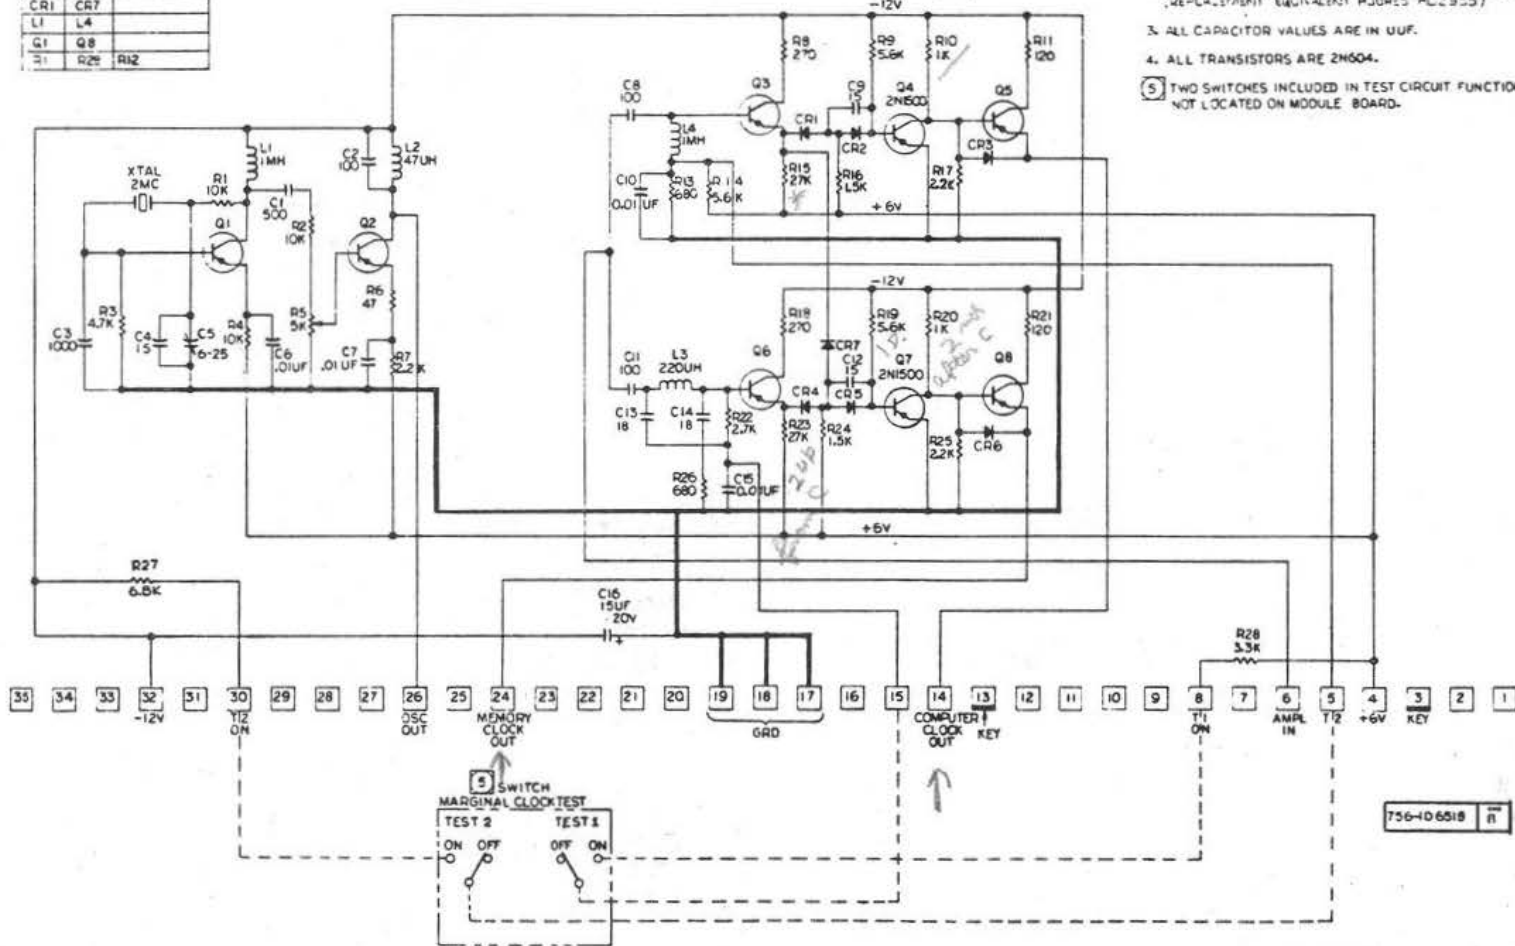 CR1 CR7
L1 L4
Q1 Q8
R1 R28 R12
3. ALL CAPACITOR VALUES ARE IN UUF.
4. ALL TRANSISTORS ARE 2N604.
5 TWO SWITCHES INCLUDED IN TEST CIRCUIT FUNCTIO
NOT LOCATED ON MODULE BOARD.
-12V
R8 270
R9 5.6K
R10 1K
R11 120
C8 100
Q3
C9 15
Q4 2N1500
Q5
L4 1MH
CR1
CR2
CR3
L1 1MH
C2 100
L2 47UH
XTAL 2MC
R1 10K
C1 500
C10 0.01UF
R13 680
R14 5.6K
R15 27K
R16 1.5K
R17 2.2K
+6V
Q1
R2 10K
Q2
R6 47
-12V
R18 270
R19 5.6K
R20 1K
R21 120
C3 1000
R3 4.7K
C4 15
C5 6-25
R4 10K
C6 .01UF
R5 5K
C7 .01UF
R7 2.2K
C11 100
L3 220UH
Q6
CR7
C12 15
Q7 2N1500
Q8
CR4
CR5
CR6
C13 18
C14 18
R22 2.7K
R23 27K
R24 1.5K
R25 2.2K
R26 680
C15 0.01UF
+6V
R27 6.8K
C16 15UF 20V
+
R28 3.3K
35 34 33 32 31 30 29 28 27 26 25 24 23 22 21 20 19 18 17 16 15 14 13 12 11 10 9 8 7 6 5 4 3 2 1
-12V
T2 ON
OSC OUT
MEMORY CLOCK OUT
GRD
COMPUTER CLOCK OUT
KEY
T1 ON
AMPL IN
T2
+6V
KEY
5 SWITCH
MARGINAL CLOCK TEST
TEST 2 TEST 1
ON OFF OFF ON